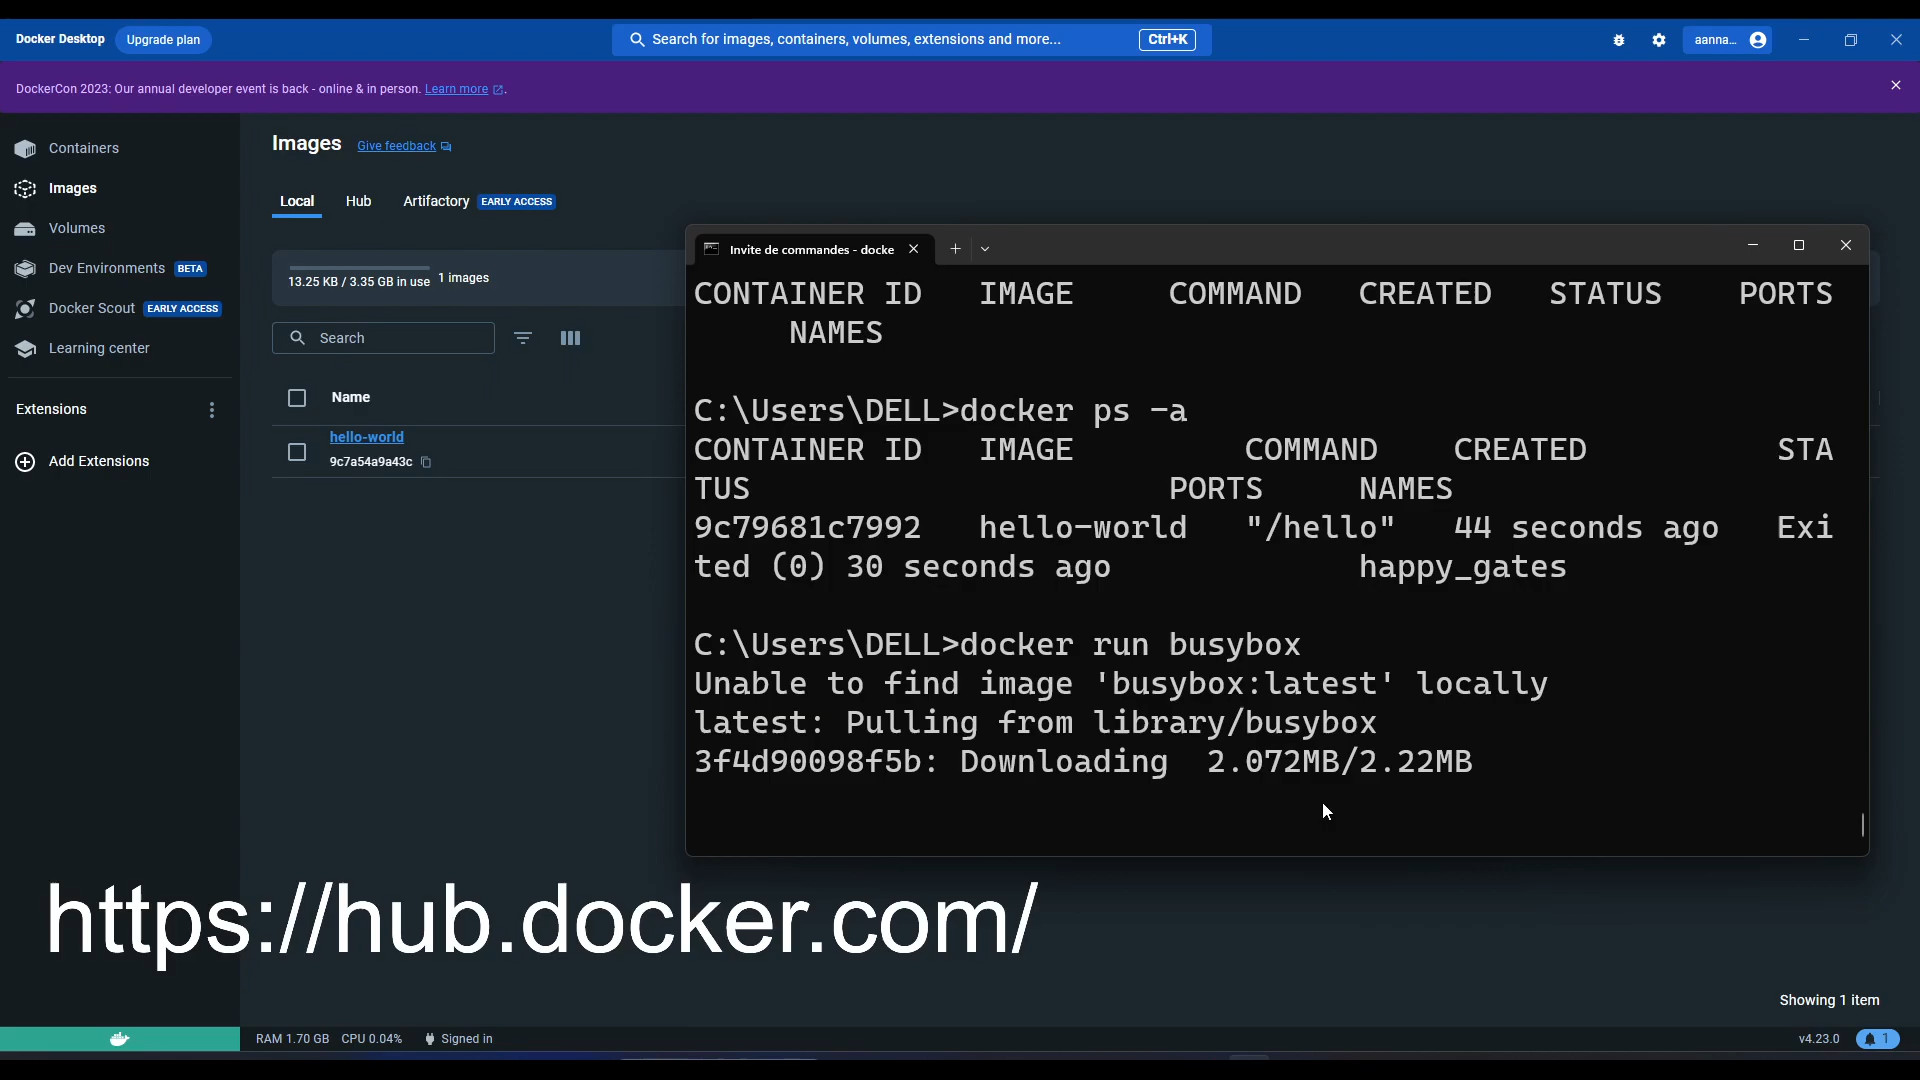 Docker Desktop Upgrade plan Search for images, containers, volumes, extensions and more... Ctrl+K aanna...
DockerCon 2023: Our annual developer event is back - online & in person. Learn more .
Containers
Images
Volumes
Dev Environments BETA
Docker Scout EARLY ACCESS
Learning center
Extensions
Add Extensions
Images Give feedback
Local Hub Artifactory EARLY ACCESS
13.25 KB / 3.35 GB in use 1 images
Search
Name
hello-world
9c7a54a9a43c
Invite de commandes - docke
CONTAINER ID IMAGE COMMAND CREATED STATUS PORTS
NAMES
C:\Users\DELL>docker ps -a
CONTAINER ID IMAGE COMMAND CREATED STA
TUS PORTS NAMES
9c79681c7992 hello-world "/hello" 44 seconds ago Exi
ted (0) 30 seconds ago happy_gates
C:\Users\DELL>docker run busybox
Unable to find image 'busybox:latest' locally
latest: Pulling from library/busybox
3f4d90098f5b: Downloading 2.072MB/2.22MB
https://hub.docker.com/
Showing 1 item
RAM 1.70 GB CPU 0.04% Signed in v4.23.0 1